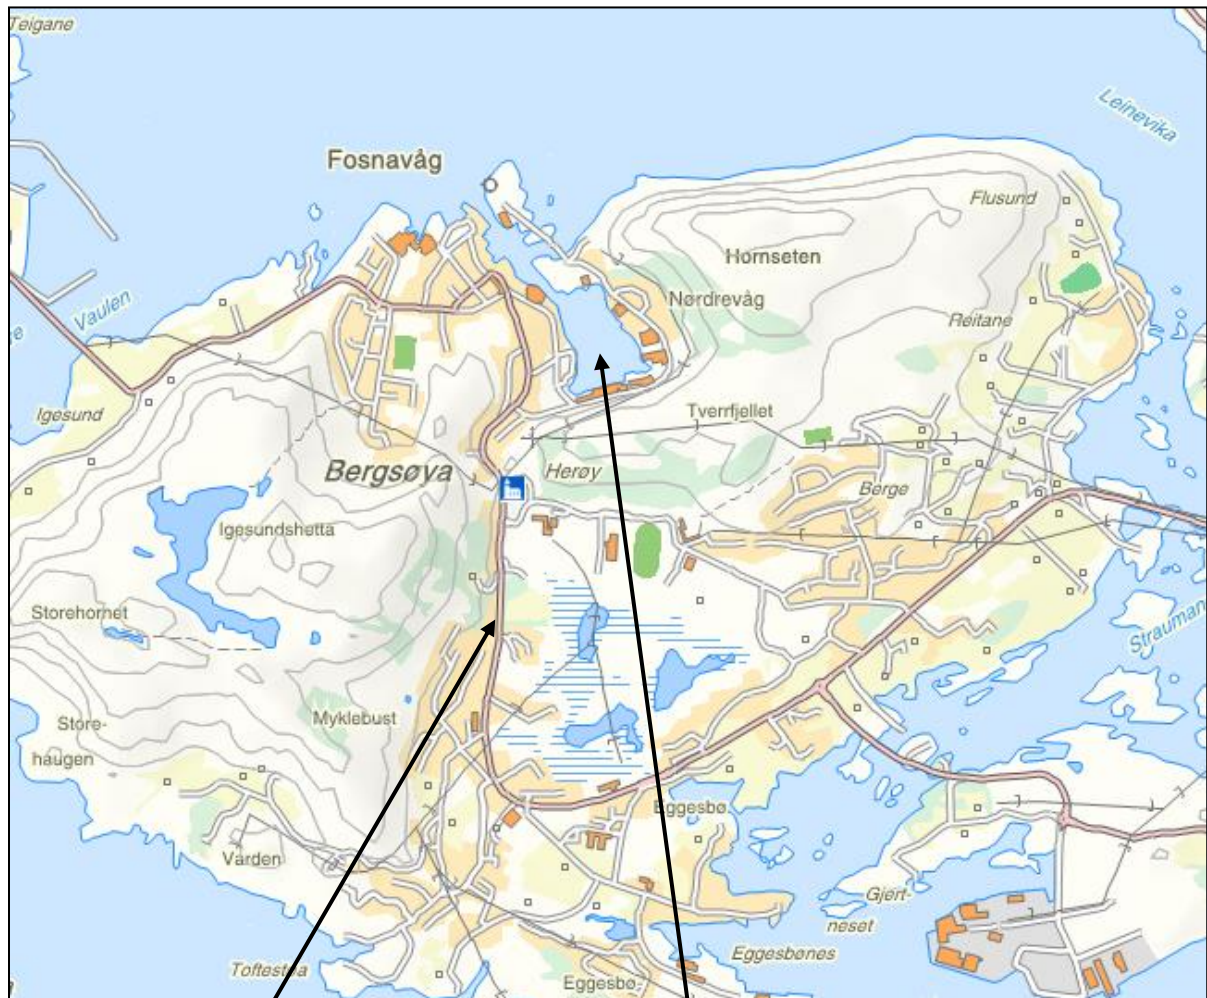 Teigane
Leinevika
Fosnavåg
Flusund
Hornseten
Nørdrevåg
Vaulen
Reitane
Igesund
Tverrfjellet
Bergsøya
Herøy
Berge
Igesundshetta
Storehornet
Myklebust
Store-
haugen
Eggesbø
Varden
Gjert-
neset
Eggesbønes
Toftestøa
Eggesbø-